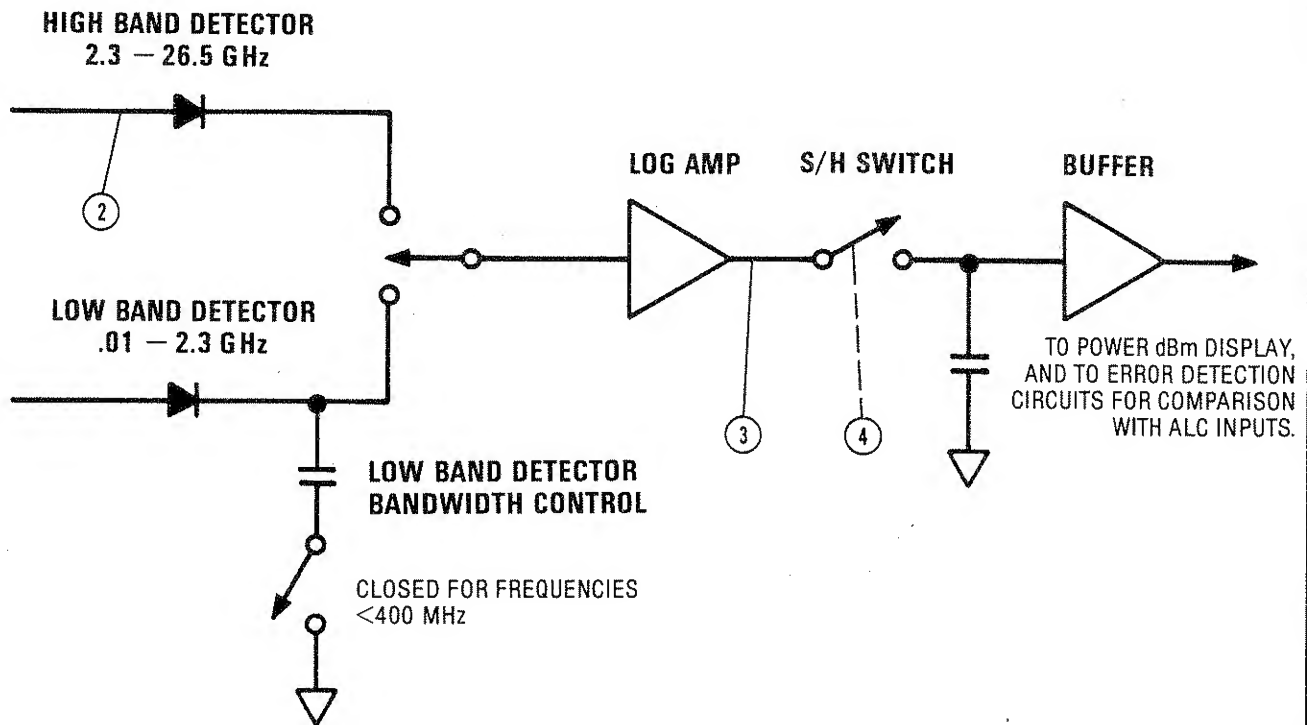 HIGH BAND DETECTOR
2.3 — 26.5 GHz
2
LOG AMP
S/H SWITCH
BUFFER
LOW BAND DETECTOR
.01 — 2.3 GHz
3
4
TO POWER dBm DISPLAY,
AND TO ERROR DETECTION
CIRCUITS FOR COMPARISON
WITH ALC INPUTS.
LOW BAND DETECTOR
BANDWIDTH CONTROL
CLOSED FOR FREQUENCIES
<400 MHz